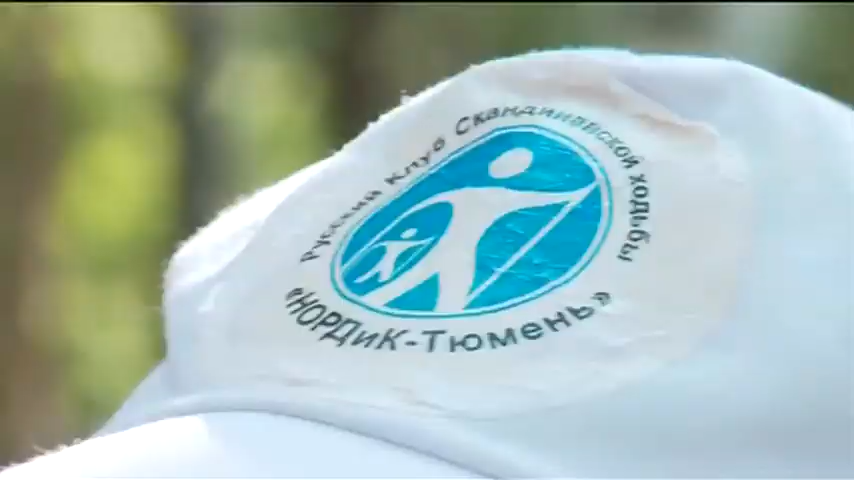 Русский Клуб Скандинавской ходьбы
«НОРДиК-Тюмень»